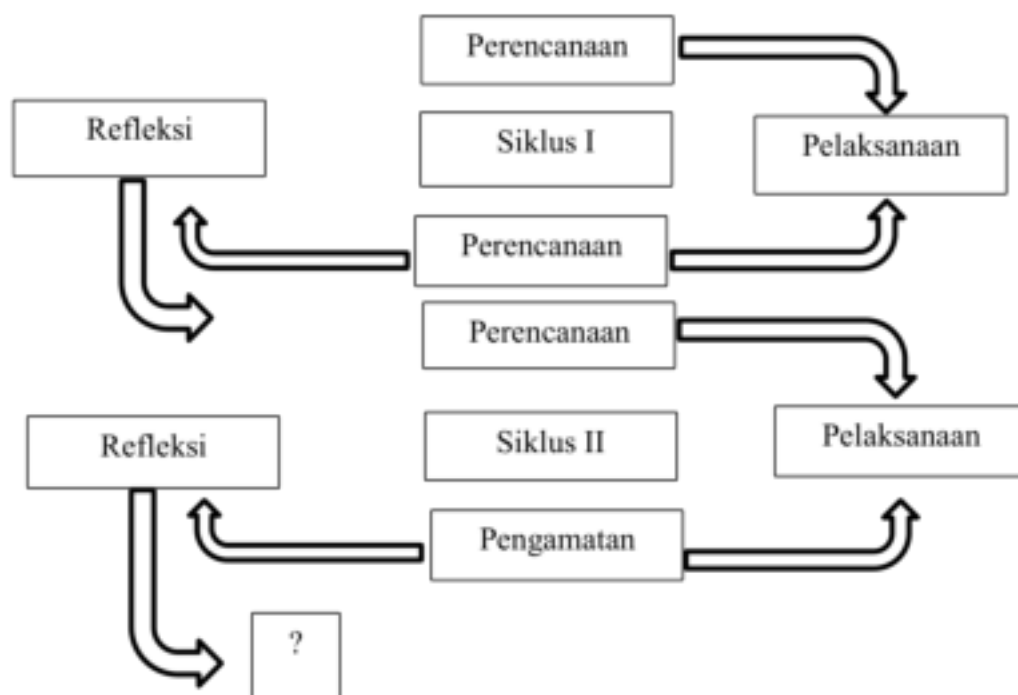 Perencanaan
Refleksi
Siklus I
Pelaksanaan
Perencanaan
Perencanaan
Refleksi
Siklus II
Pelaksanaan
Pengamatan
?